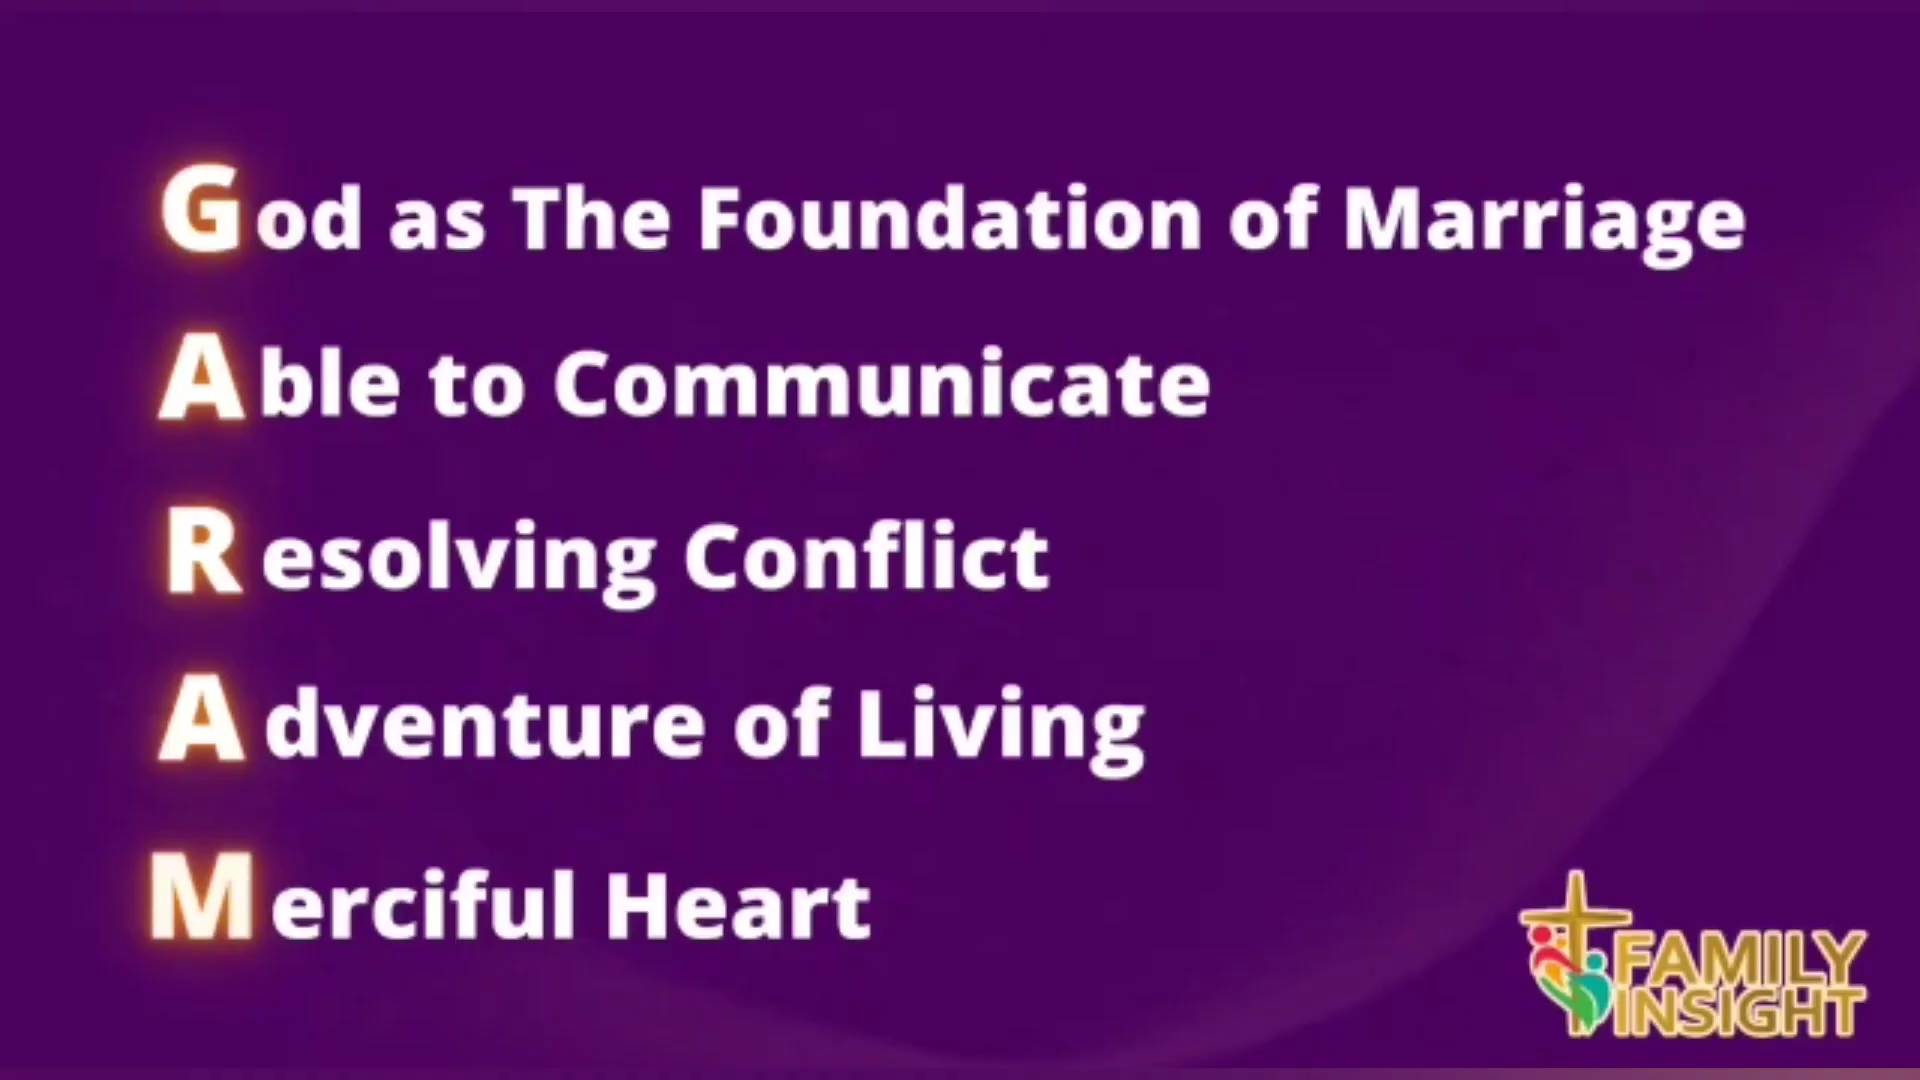 God as The Foundation of Marriage
Able to Communicate
Resolving Conflict
Adventure of Living
Merciful Heart
FAMILY
INSIGHT